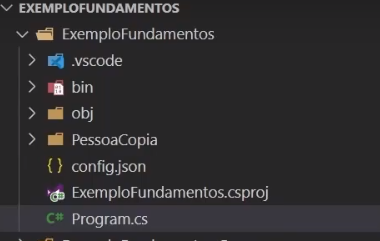 EXEMPLOFUNDAMENTOS
ExemploFundamentos
.vscode
bin
obj
PessoaCopia
{ } config.json
ExemploFundamentos.csproj
C# Program.cs